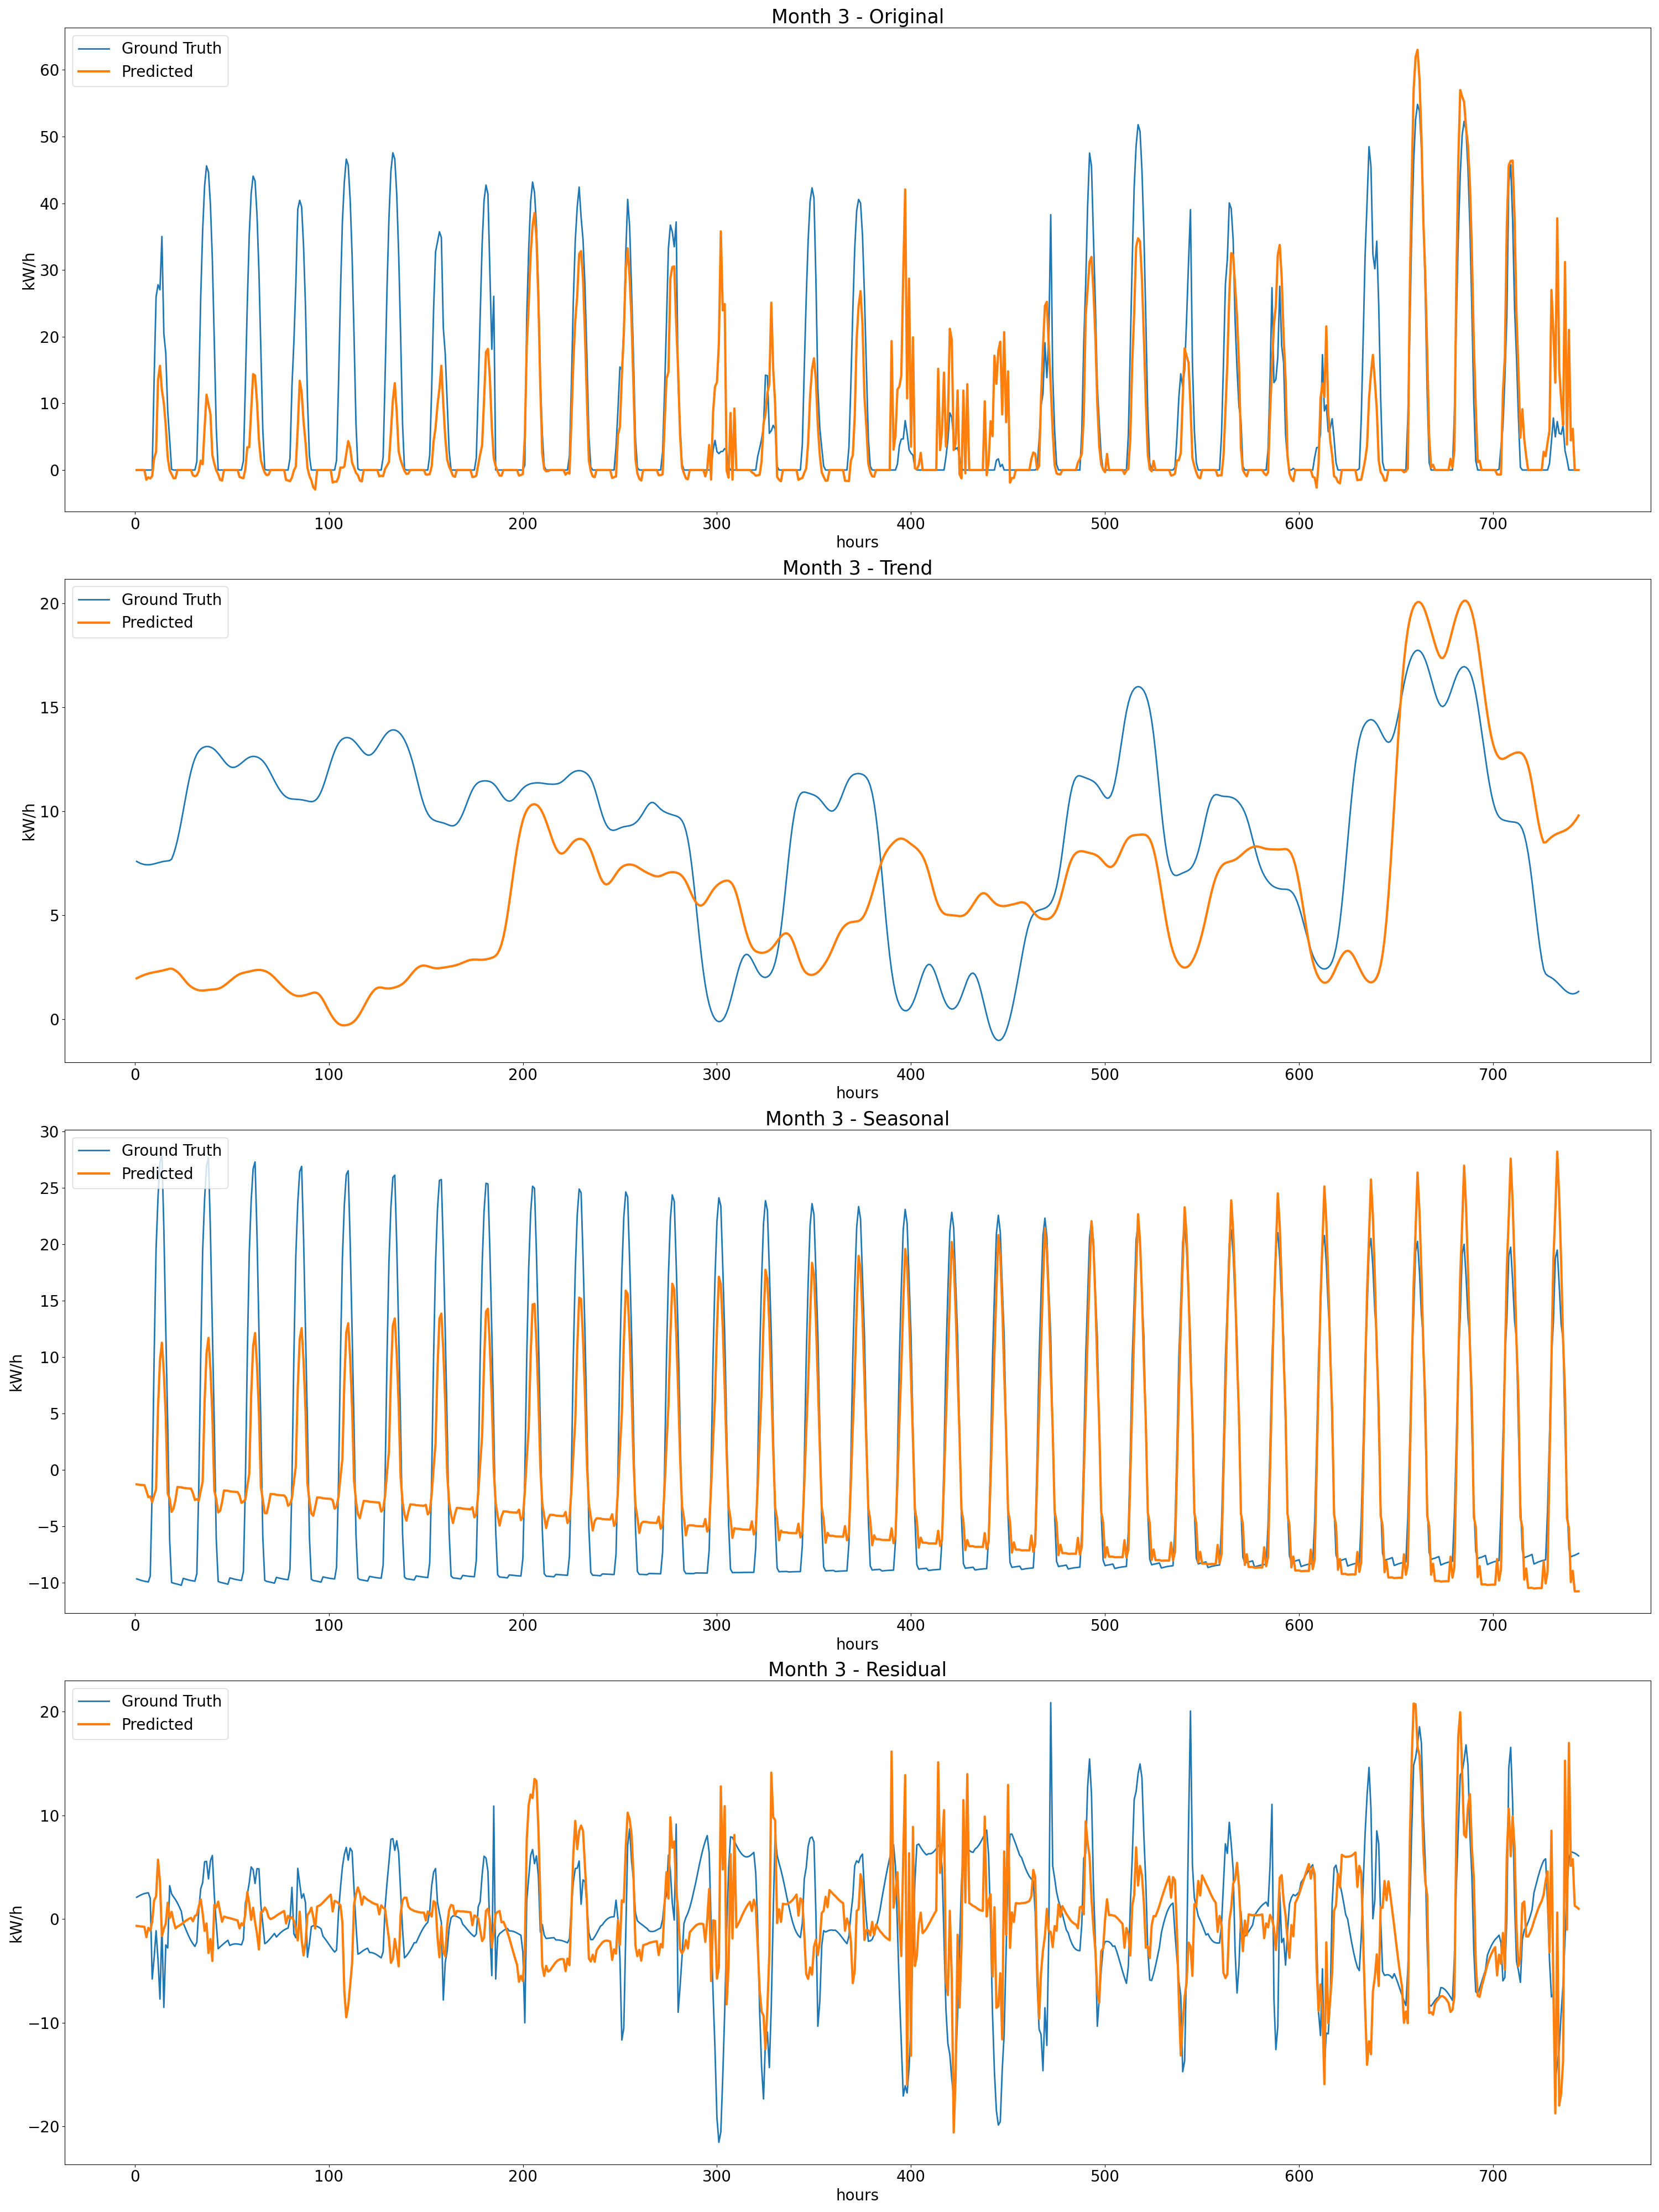 Month 3 - Original
Ground Truth
Predicted
kW/h
60
50
40
30
20
10
0
0 100 200 300 400 500 600 700
hours
Month 3 - Trend
Ground Truth
Predicted
kW/h
20
15
10
5
0
0 100 200 300 400 500 600 700
hours
Month 3 - Seasonal
Ground Truth
Predicted
kW/h
30
25
20
15
10
5
0
−5
−10
0 100 200 300 400 500 600 700
hours
Month 3 - Residual
Ground Truth
Predicted
kW/h
20
10
0
−10
−20
0 100 200 300 400 500 600 700
hours